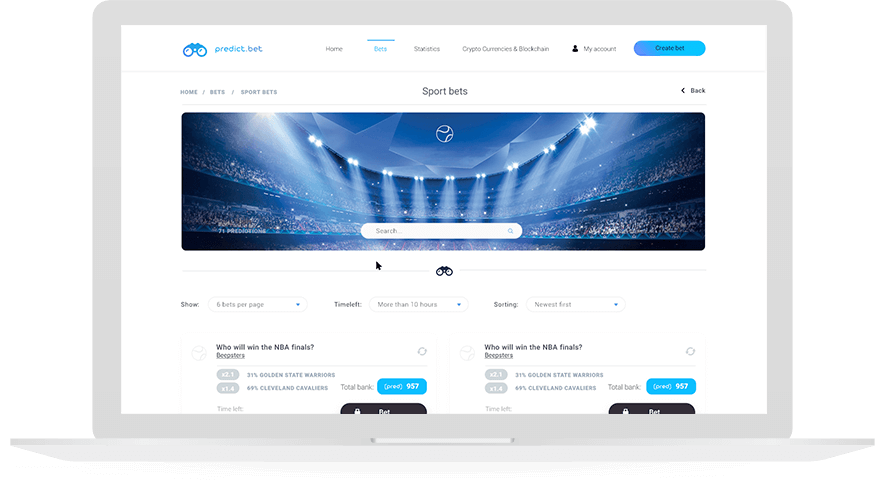 predict.bet
Home Bets Statistics Crypto Currencies & Blockchain My account Create bet
HOME / BETS / SPORT BETS
Sport bets
Back
Search ..
Show: 6 bets per page
Timeleft: More than 10 hours
Sorting: Newest first
Who will win the NBA finals?
Beepsters
x2.1 31% GOLDEN STATE WARRIORS
x1.4 69% CLEVELAND CAVALIERS
Total bank: (pred) 957
Time left:
Bet
Who will win the NBA finals?
Beepsters
x2.1 31% GOLDEN STATE WARRIORS
x1.4 69% CLEVELAND CAVALIERS
Total bank: (pred) 957
Time left:
Bet